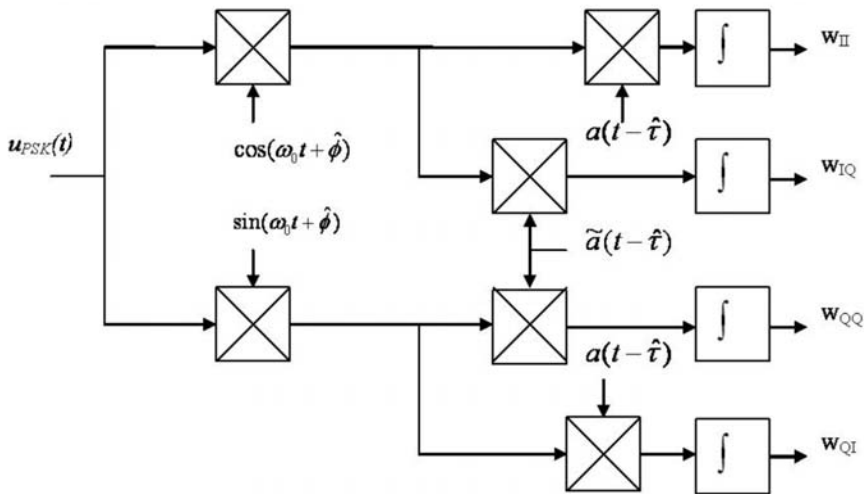 ∫
w_II
u_PSK(t)
cos(ω₀t + φ̂)
a(t − τ̂)
∫
w_IQ
sin(ω₀t + φ̂)
ã(t − τ̂)
∫
w_QQ
a(t − τ̂)
∫
w_QI